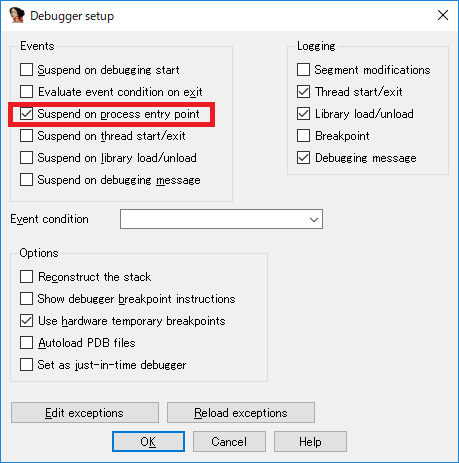 Debugger setup
Events
Suspend on debugging start
Evaluate event condition on exit
Suspend on process entry point
Suspend on thread start/exit
Suspend on library load/unload
Suspend on debugging message
Logging
Segment modifications
Thread start/exit
Library load/unload
Breakpoint
Debugging message
Event condition
Options
Reconstruct the stack
Show debugger breakpoint instructions
Use hardware temporary breakpoints
Autoload PDB files
Set as just-in-time debugger
Edit exceptions
Reload exceptions
OK
Cancel
Help